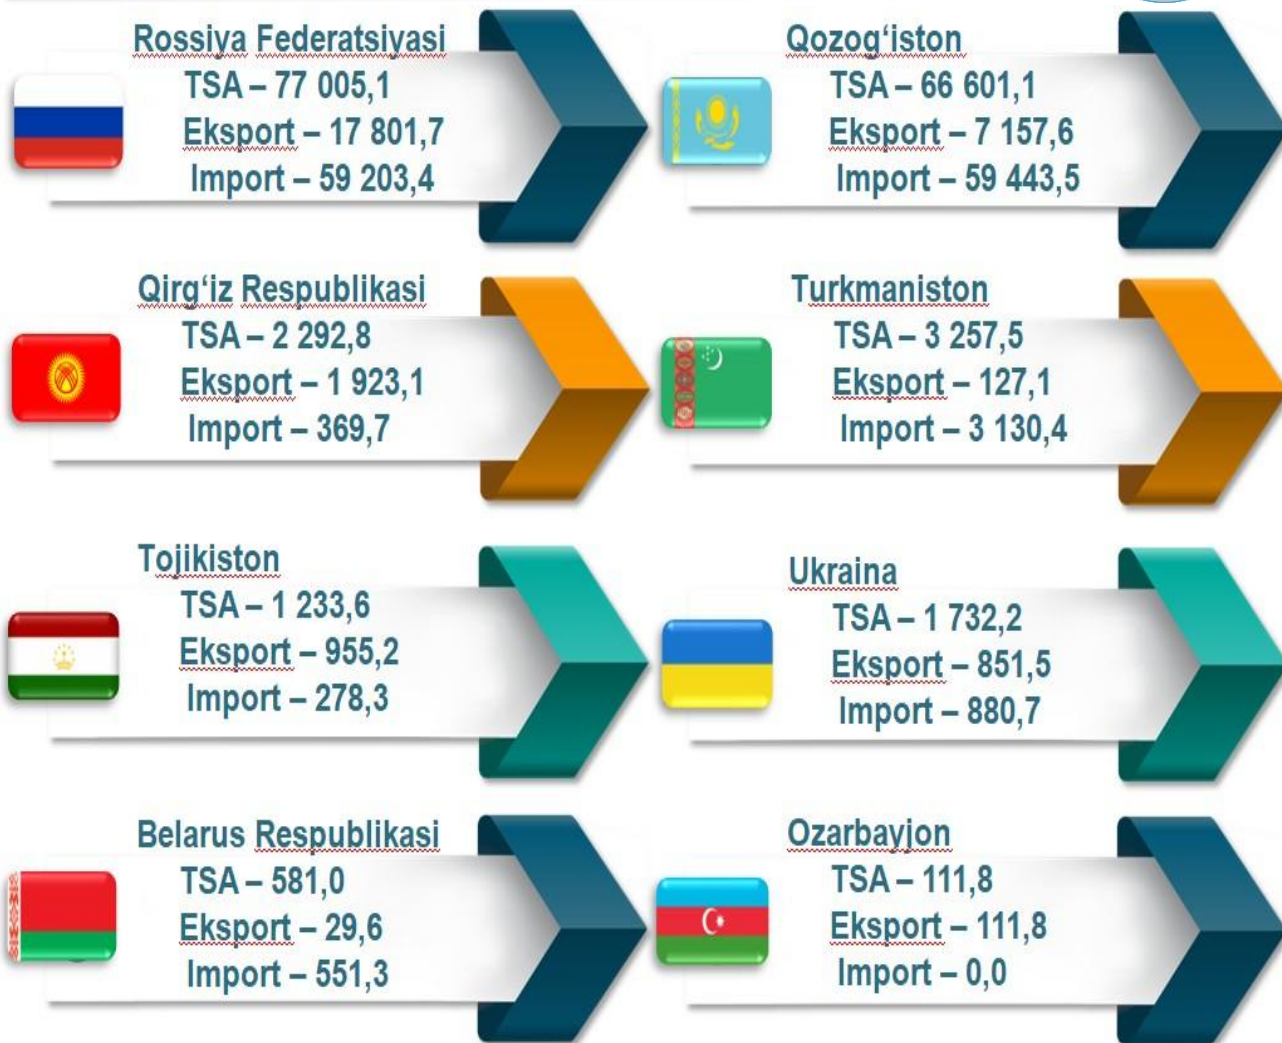 Rossiya Federatsiyasi
TSA – 77 005,1
Eksport – 17 801,7
Import – 59 203,4
Qozog‘iston
TSA – 66 601,1
Eksport – 7 157,6
Import – 59 443,5
Qirg‘iz Respublikasi
TSA – 2 292,8
Eksport – 1 923,1
Import – 369,7
Turkmaniston
TSA – 3 257,5
Eksport – 127,1
Import – 3 130,4
Tojikiston
TSA – 1 233,6
Eksport – 955,2
Import – 278,3
Ukraina
TSA – 1 732,2
Eksport – 851,5
Import – 880,7
Belarus Respublikasi
TSA – 581,0
Eksport – 29,6
Import – 551,3
Ozarbayjon
TSA – 111,8
Eksport – 111,8
Import – 0,0